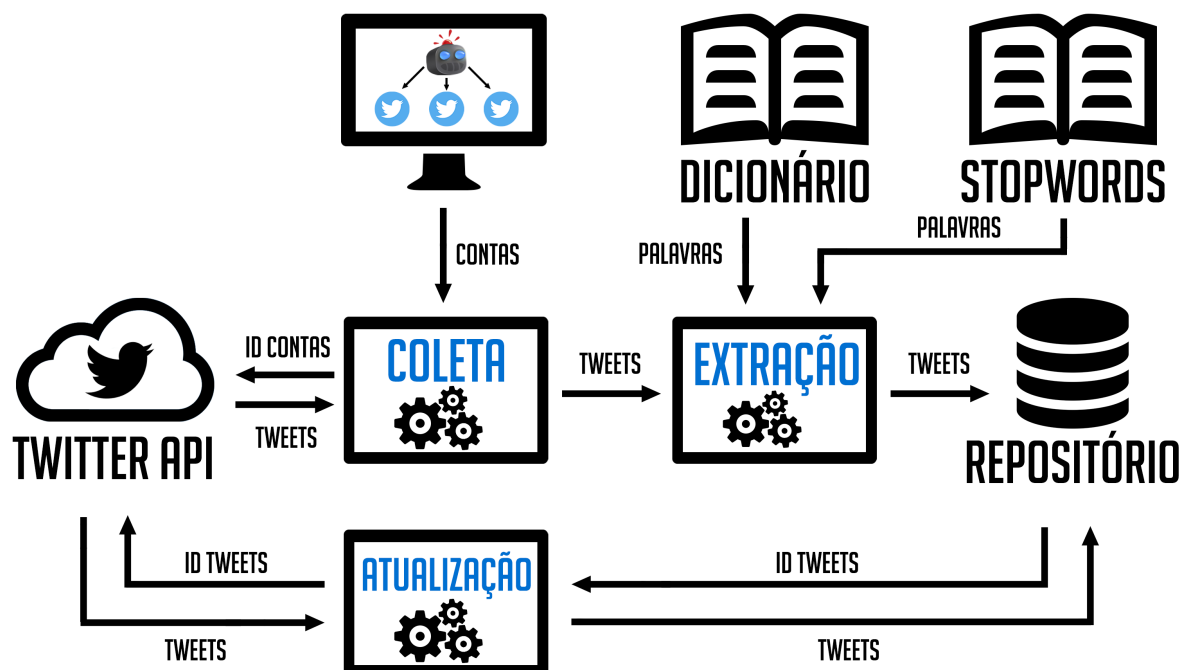 DICIONÁRIO
STOPWORDS
CONTAS
PALAVRAS
PALAVRAS
ID CONTAS
COLETA
TWEETS
EXTRAÇÃO
TWEETS
TWEETS
TWITTER API
REPOSITÓRIO
ID TWEETS
ATUALIZAÇÃO
ID TWEETS
TWEETS
TWEETS